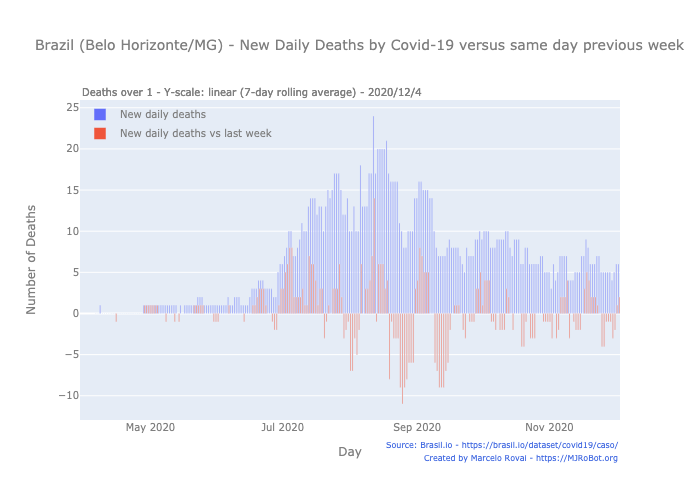 Brazil (Belo Horizonte/MG) - New Daily Deaths by Covid-19 versus same day previous week
Deaths over 1 - Y-scale: linear (7-day rolling average) - 2020/12/4
New daily deaths
New daily deaths vs last week
Number of Deaths
25
20
15
10
5
0
−5
−10
May 2020 Jul 2020 Sep 2020 Nov 2020
Day
Source: Brasil.io - https://brasil.io/dataset/covid19/caso/
Created by Marcelo Rovai - https://MJRoBot.org